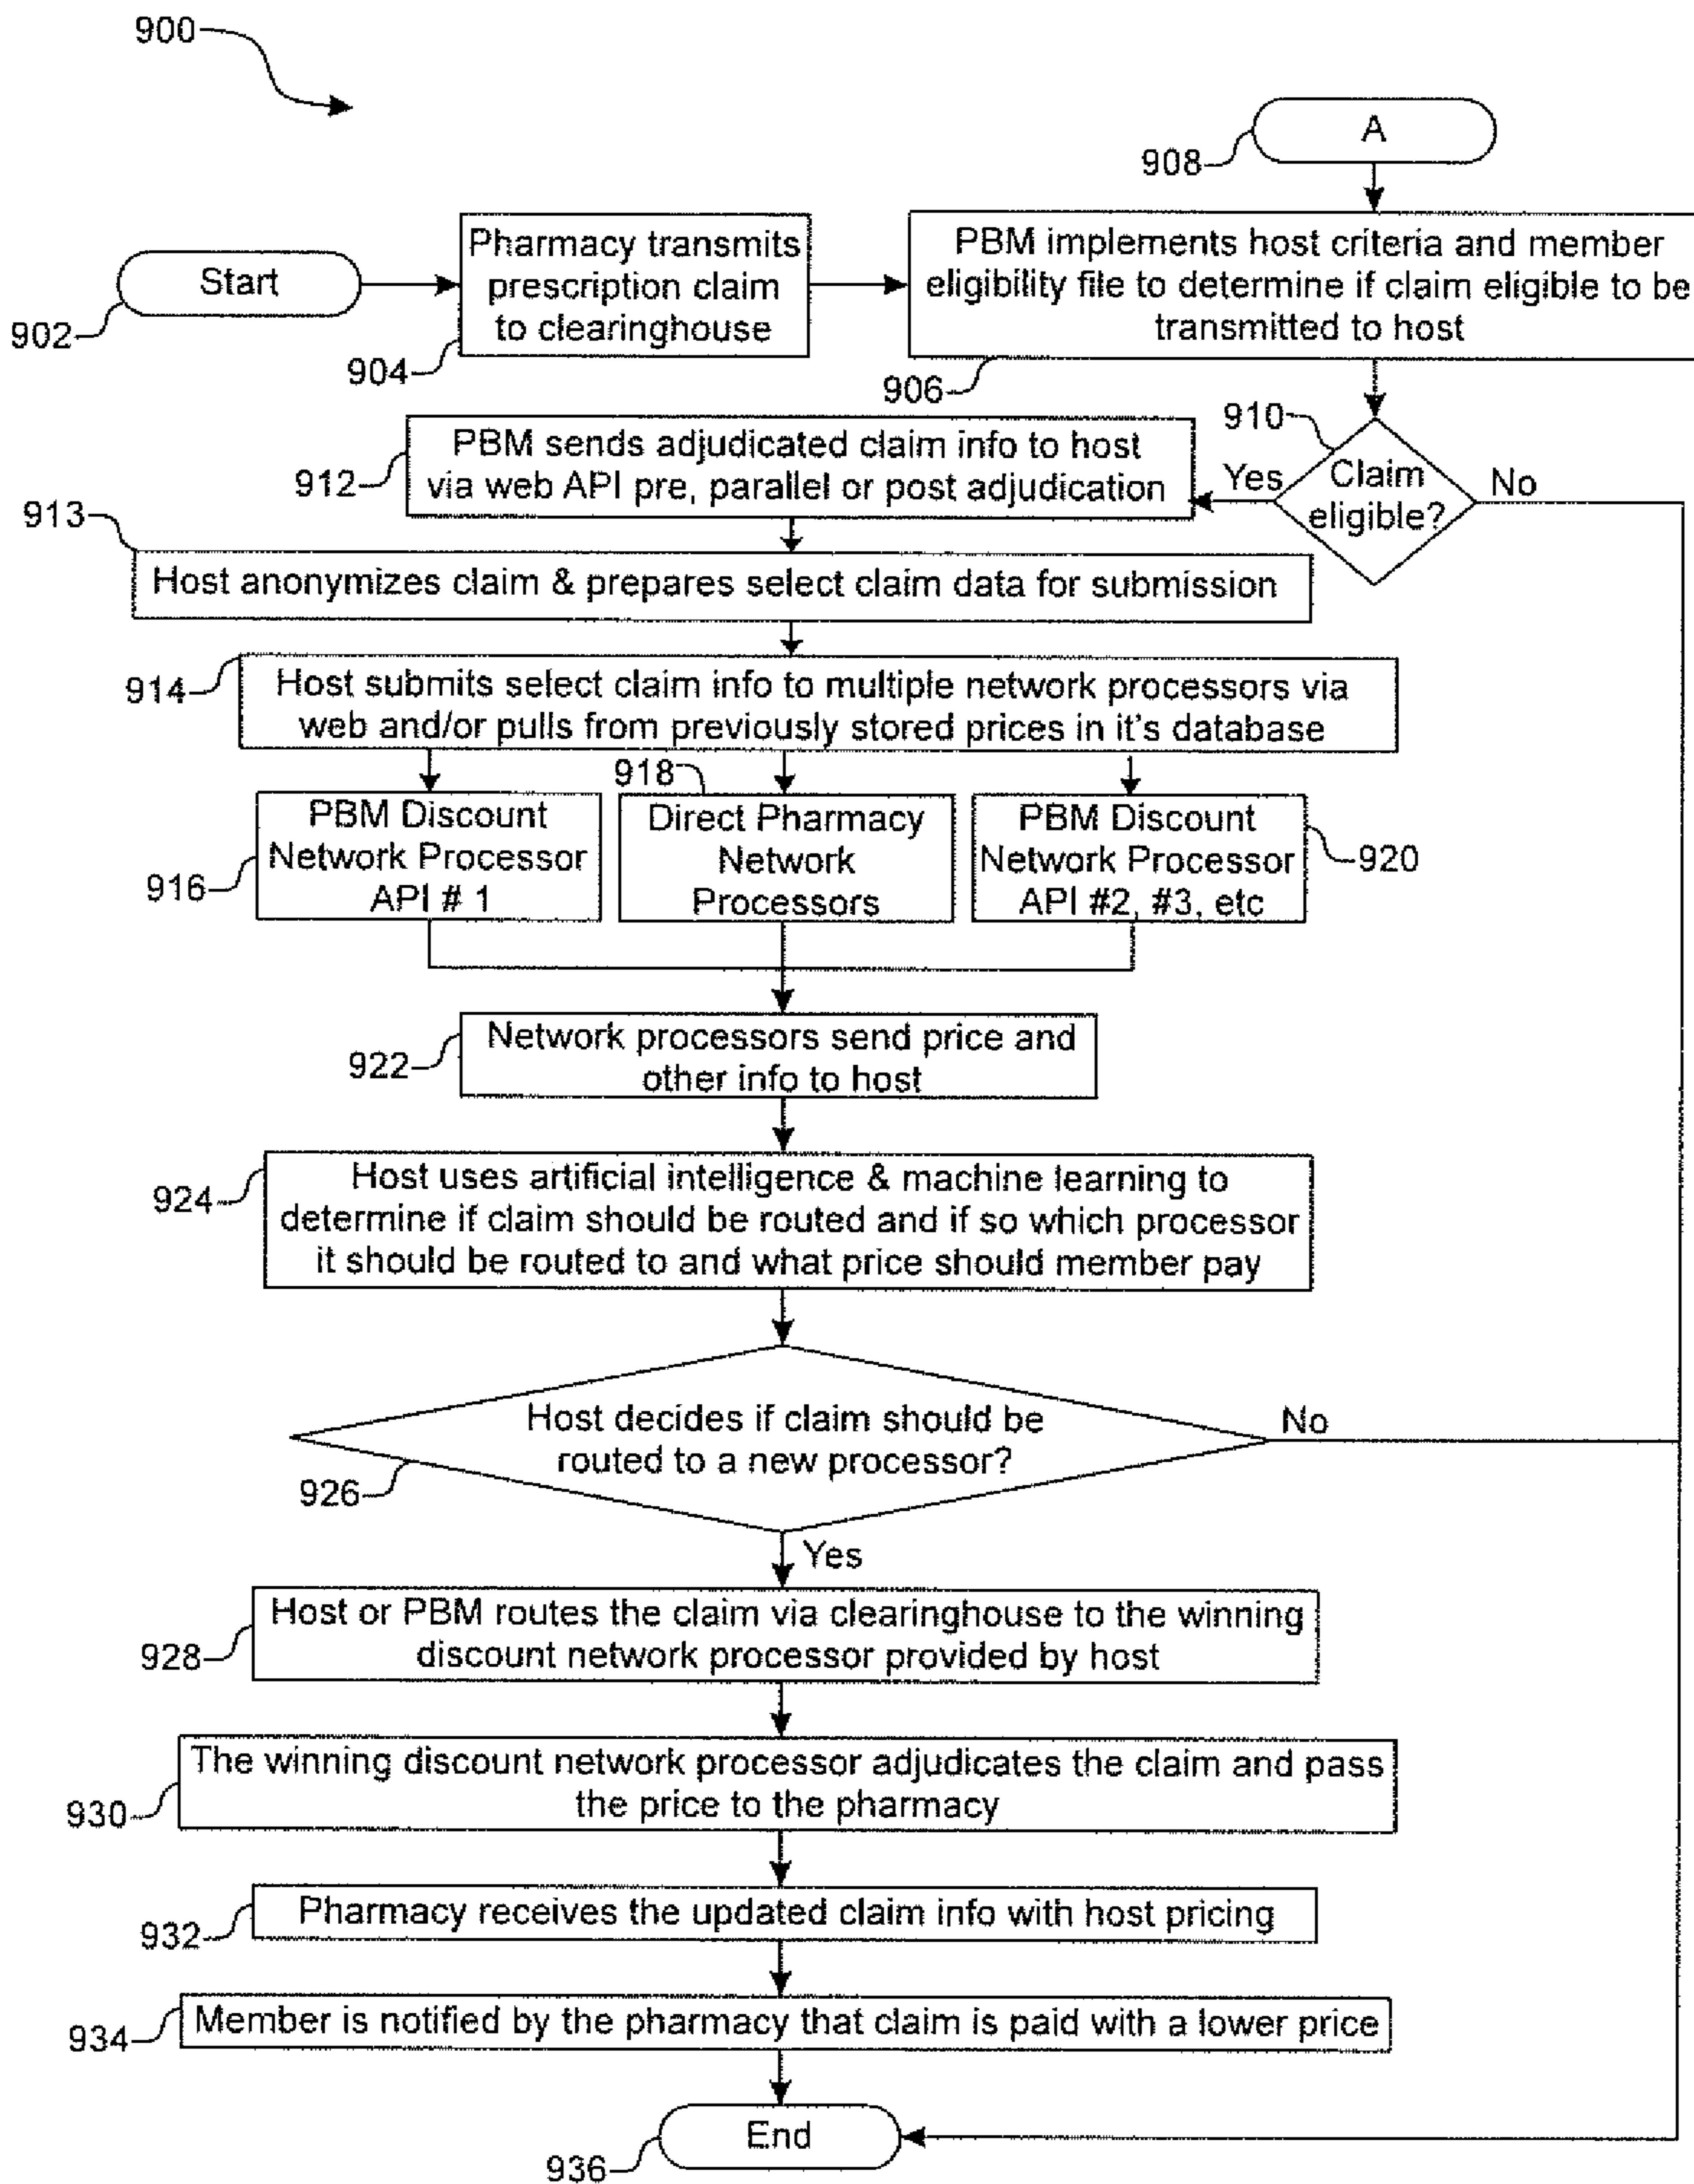 900
A
908
Start
902
Pharmacy transmits
prescription claim
to clearinghouse
904
PBM implements host criteria and member
eligibility file to determine if claim eligible to be
transmitted to host
906
910
Claim
eligible?
Yes
No
PBM sends adjudicated claim info to host
via web API pre, parallel or post adjudication
912
913
Host anonymizes claim & prepares select claim data for submission
914
Host submits select claim info to multiple network processors via
web and/or pulls from previously stored prices in it's database
918
PBM Discount
Network Processor
API # 1
916
Direct Pharmacy
Network
Processors
PBM Discount
Network Processor
API #2, #3, etc
920
Network processors send price and
other info to host
922
Host uses artificial intelligence & machine learning to
determine if claim should be routed and if so which processor
it should be routed to and what price should member pay
924
Host decides if claim should be
routed to a new processor?
No
926
Yes
Host or PBM routes the claim via clearinghouse to the winning
discount network processor provided by host
928
The winning discount network processor adjudicates the claim and pass
the price to the pharmacy
930
Pharmacy receives the updated claim info with host pricing
932
Member is notified by the pharmacy that claim is paid with a lower price
934
End
936